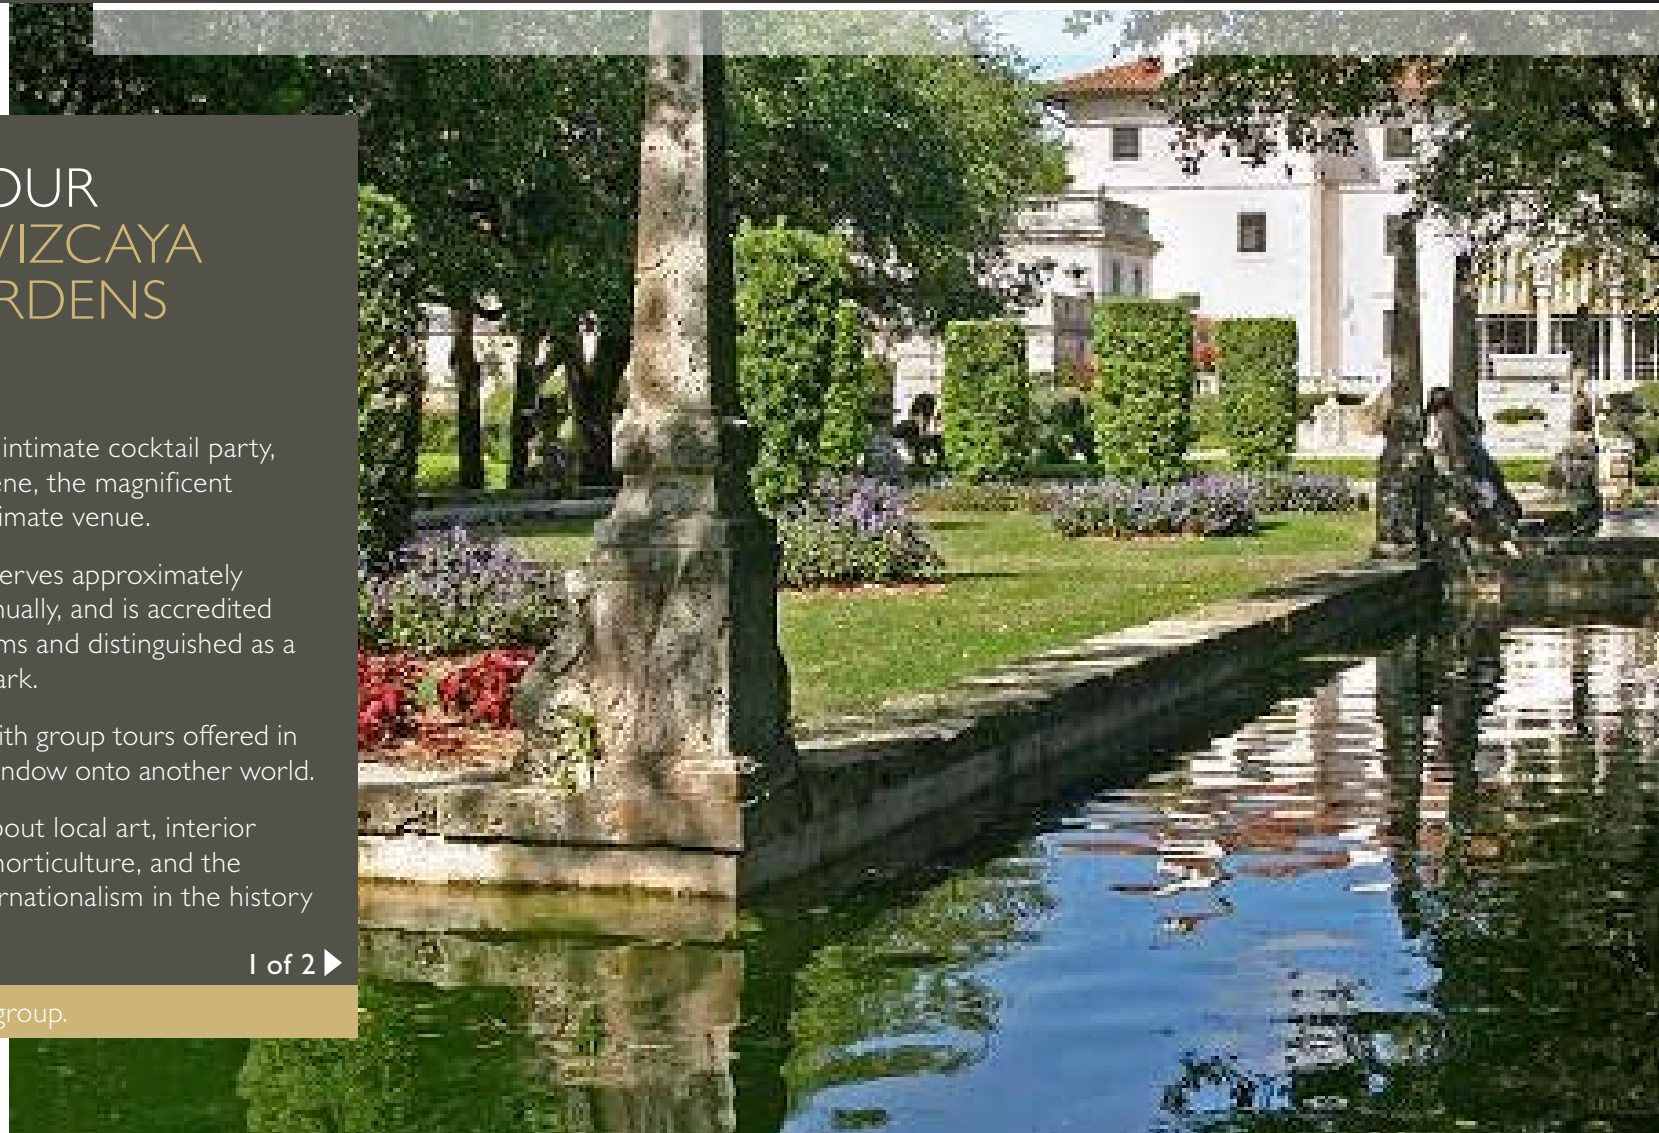 OUR
VIZCAYA
RDENS
intimate cocktail party,
ene, the magnificent
imate venue.
erves approximately
nually, and is accredited
ms and distinguished as a
ark.
ith group tours offered in
ndow onto another world.
bout local art, interior
horticulture, and the
rnationalism in the history
1 of 2
group.